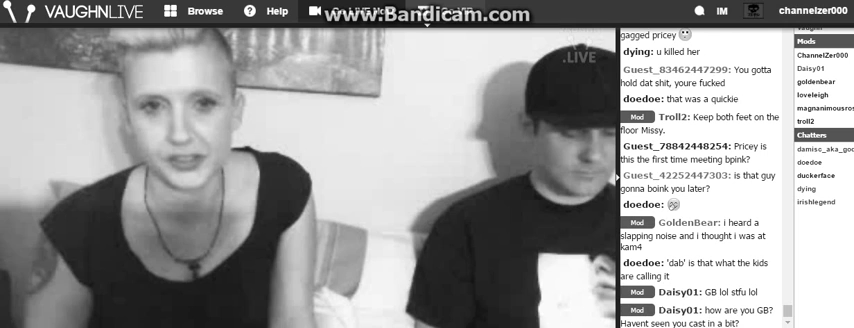 VAUGHNLIVE
Browse
Help
www.Bandicam.com
IM
channelzer000
.LIVE
gagged pricey
dying: u killed her
Guest_83462447299: You gotta
hold dat shit, youre fucked
doedoe: that was a quickie
Mod Troll2: Keep both feet on the
floor Missy.
Guest_78842448254: Pricey is
this the first time meeting bpink?
Guest_42252447303: is that guy
gonna boink you later?
doedoe:
Mod GoldenBear: i heard a
slapping noise and i thought i was at
kam4
doedoe: 'dab' is that what the kids
are calling it
Mod Daisy01: GB lol stfu lol
Mod Daisy01: how are you GB?
Havent seen you cast in a bit?
Vaughn
Mods
ChannelZer000
Daisy01
goldenbear
loveleigh
magnanimousros
troll2
Chatters
damisc_aka_goo
doedoe
duckerface
dying
irishlegend